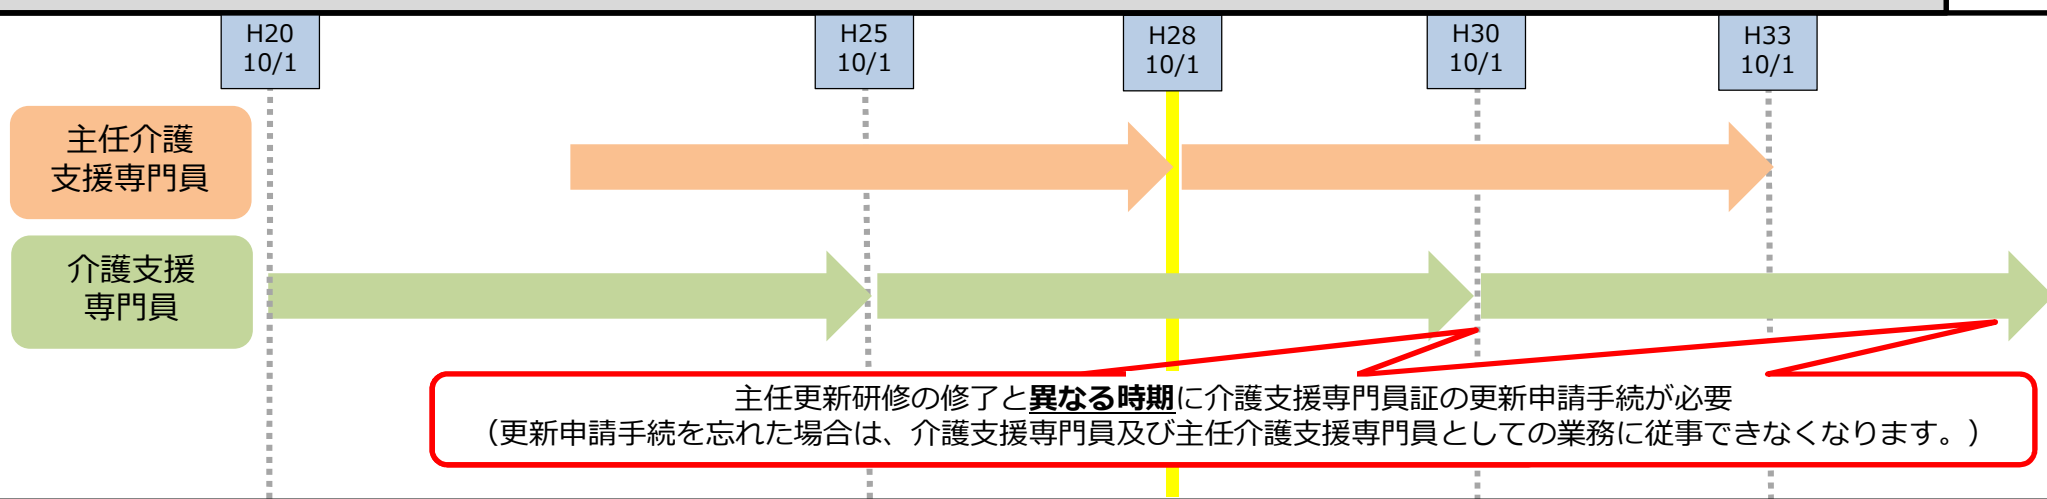 H20
10/1
H25
10/1
H28
10/1
H30
10/1
H33
10/1
主任介護
支援専門員
介護支援
専門員
主任更新研修の修了と異なる時期に介護支援専門員証の更新申請手続が必要
（更新申請手続を忘れた場合は、介護支援専門員及び主任介護支援専門員としての業務に従事できなくなります。）